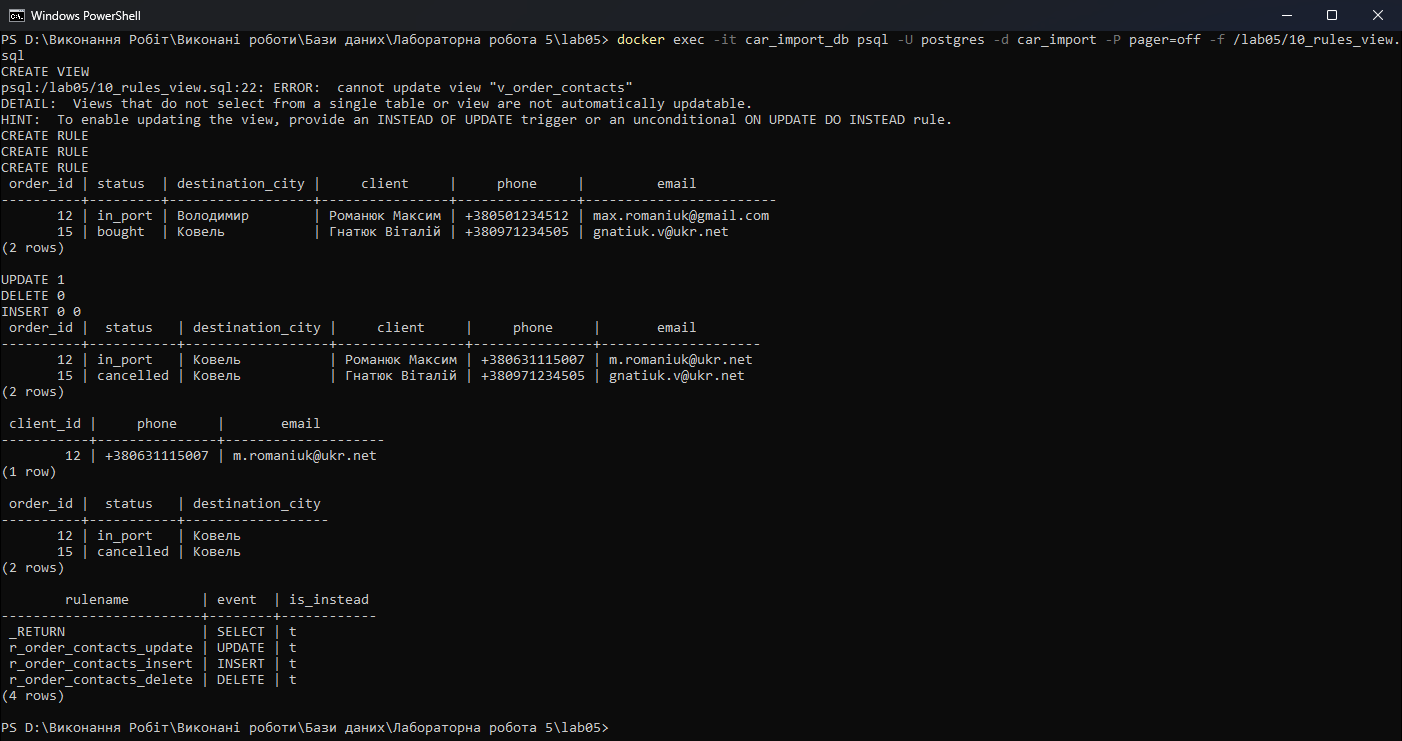 Windows PowerShell
PS D:\Виконання Робіт\Виконані роботи\Бази даних\Лабораторна робота 5\lab05> docker exec -it car_import_db psql -U postgres -d car_import -P pager=off -f /lab05/10_rules_view.
sql
CREATE VIEW
psql:/lab05/10_rules_view.sql:22: ERROR:  cannot update view "v_order_contacts"
DETAIL:  Views that do not select from a single table or view are not automatically updatable.
HINT:  To enable updating the view, provide an INSTEAD OF UPDATE trigger or an unconditional ON UPDATE DO INSTEAD rule.
CREATE RULE
CREATE RULE
CREATE RULE
 order_id | status  | destination_city |     client     |     phone     |         email
----------+---------+------------------+----------------+---------------+------------------------
       12 | in_port | Володимир        | Романюк Максим | +380501234512 | max.romaniuk@gmail.com
       15 | bought  | Ковель           | Гнатюк Віталій | +380971234505 | gnatiuk.v@ukr.net
(2 rows)
UPDATE 1
DELETE 0
INSERT 0 0
 order_id |  status   | destination_city |     client     |     phone     |       email
----------+-----------+------------------+----------------+---------------+--------------------
       12 | in_port   | Ковель           | Романюк Максим | +380631115007 | m.romaniuk@ukr.net
       15 | cancelled | Ковель           | Гнатюк Віталій | +380971234505 | gnatiuk.v@ukr.net
(2 rows)
 client_id |     phone     |       email
-----------+---------------+--------------------
        12 | +380631115007 | m.romaniuk@ukr.net
(1 row)
 order_id |  status   | destination_city
----------+-----------+------------------
       12 | in_port   | Ковель
       15 | cancelled | Ковель
(2 rows)
        rulename         | event  | is_instead
-------------------------+--------+------------
 _RETURN                 | SELECT | t
 r_order_contacts_update | UPDATE | t
 r_order_contacts_insert | INSERT | t
 r_order_contacts_delete | DELETE | t
(4 rows)
PS D:\Виконання Робіт\Виконані роботи\Бази даних\Лабораторна робота 5\lab05>